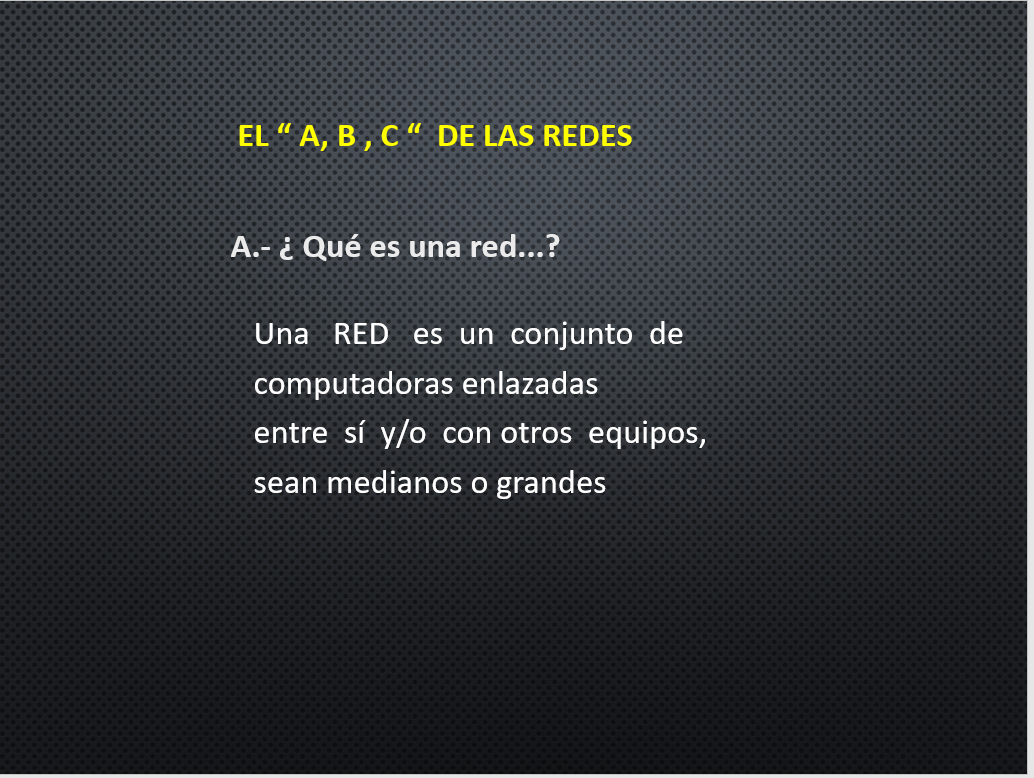 EL “ A, B , C “ DE LAS REDES
A.- ¿ Qué es una red...?
Una RED es un conjunto de
computadoras enlazadas
entre sí y/o con otros equipos,
sean medianos o grandes